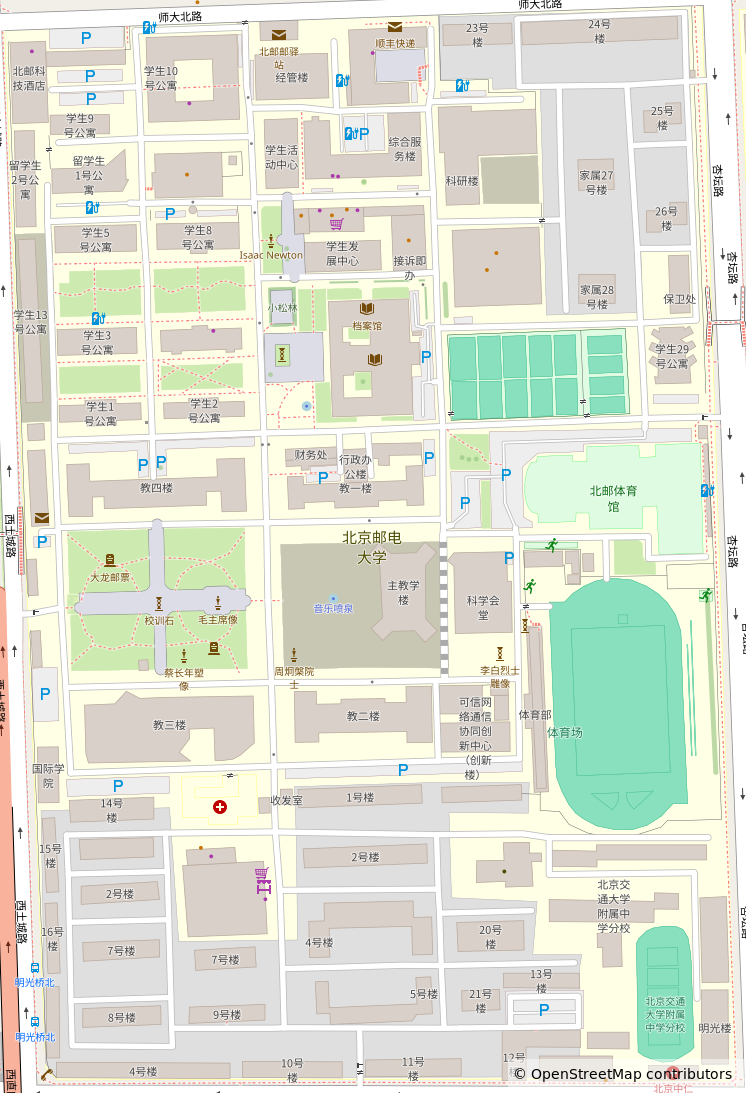 师大北路
师大北路
北邮邮驿
站
顺丰快递
23号
楼
24号
楼
北邮科
技酒店
学生10
号公寓
经管楼
25号
楼
学生9
号公寓
留学生
2号公
寓
留学生
1号公
寓
学生活
动中心
综合服
务楼
科研楼
家属27
号楼
杏坛路
26号
楼
学生5
号公寓
学生8
号公寓
Isaac Newton
学生发
展中心
接诉即
办
杏坛路
家属28
号楼
保卫处
学生13
号公寓
小松林
档案馆
学生3
号公寓
学生29
号公寓
学生1
号公寓
学生2
号公寓
财务处
行政办
公楼
教一楼
教四楼
北邮体育
馆
西土城路
北京邮电
大学
杏坛路
大龙邮票
主教学
楼
科学会
堂
音乐喷泉
校训石
毛主席像
蔡长年塑
像
周炯槃院
士
李白烈士
雕像
教三楼
教二楼
可信网
络通信
协同创
新中心
（创新
楼）
体育部
体育场
国际学
院
14号
楼
收发室
1号楼
15号
楼
2号楼
2号楼
北京交
通大学
附属中
学分校
西土城路
16号
楼
7号楼
7号楼
4号楼
20号
楼
明光桥北
5号楼
21号
楼
13号
楼
北京交通
大学附属
中学分校
明光楼
8号楼
9号楼
明光桥北
4号楼
10号
楼
11号
楼
12号
楼
© OpenStreetMap contributors
北京中仁